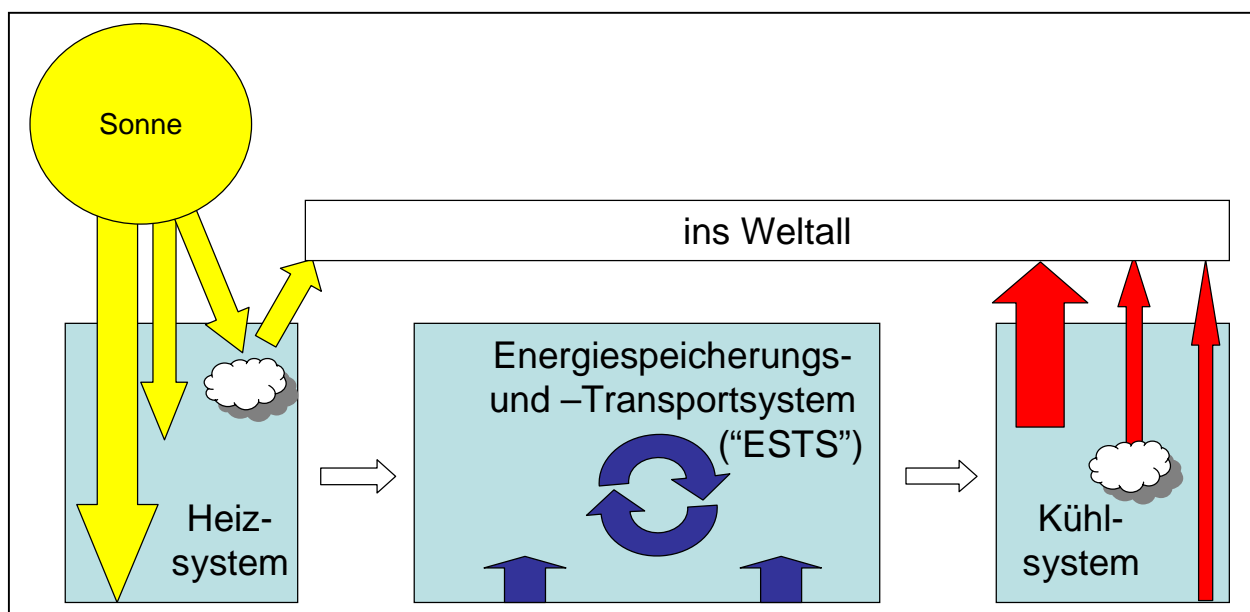 Sonne
ins Weltall
Energiespeicherungs-
und –Transportsystem
(“ESTS”)
Heiz-
system
Kühl-
system